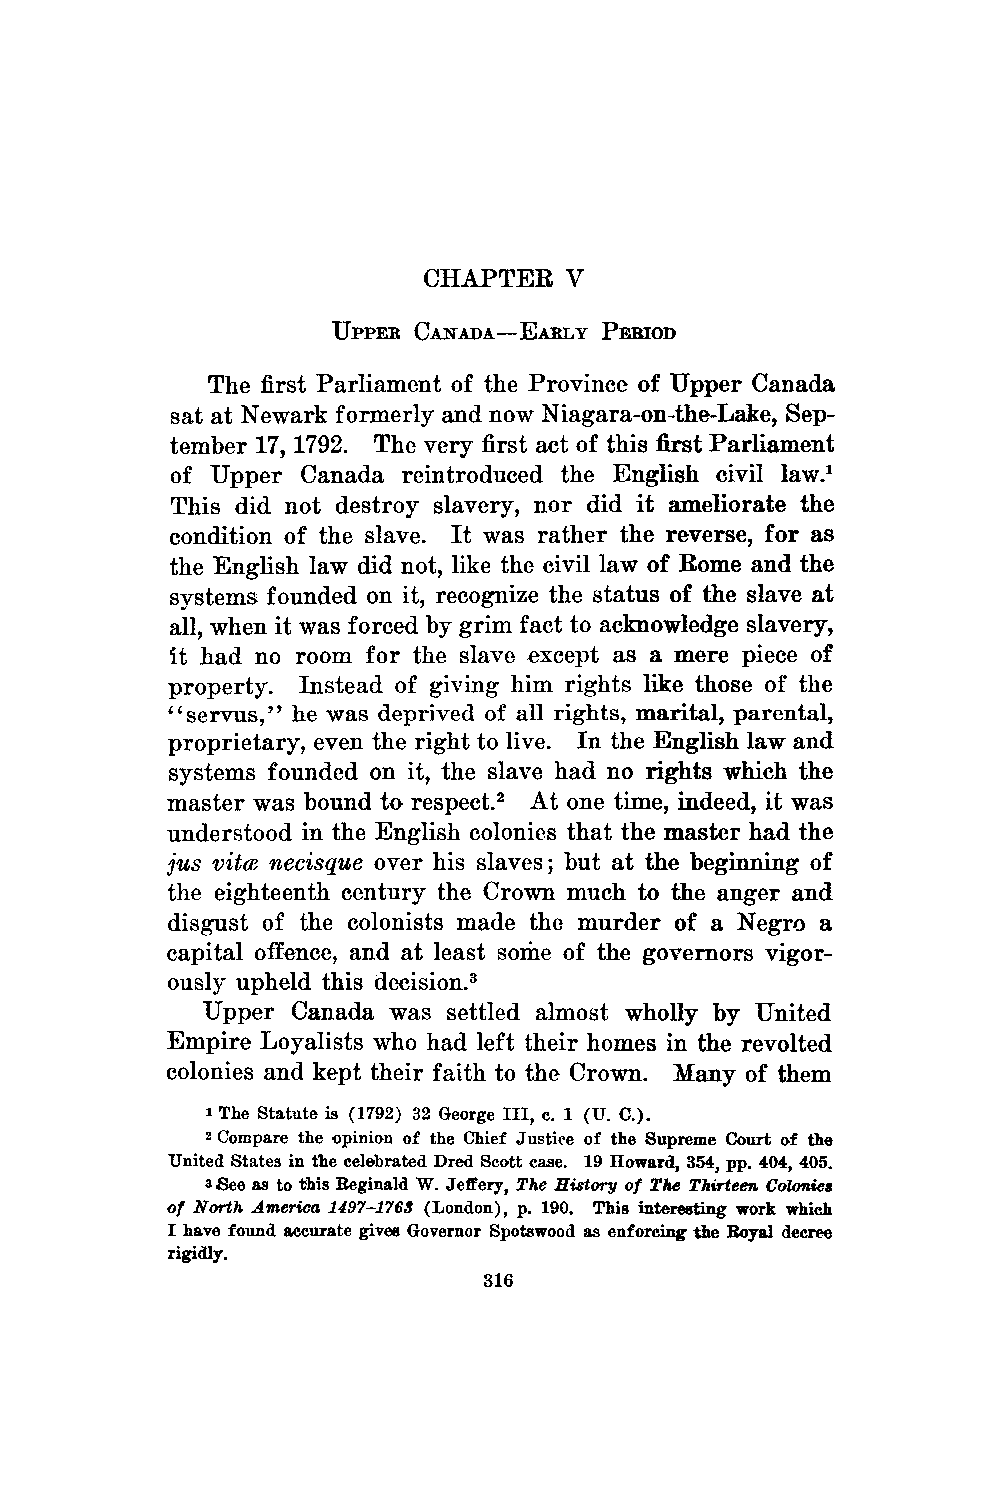 CHAPTER V
Upper Canada—Early Period
The first Parliament of the Province of Upper Canada
sat at Newark formerly and now Niagara-on-the-Lake, Sep-
tember 17, 1792. The very first act of this first Parliament
of Upper Canada reintroduced the English civil law.¹
This did not destroy slavery, nor did it ameliorate the
condition of the slave. It was rather the reverse, for as
the English law did not, like the civil law of Rome and the
systems founded on it, recognize the status of the slave at
all, when it was forced by grim fact to acknowledge slavery,
it had no room for the slave except as a mere piece of
property. Instead of giving him rights like those of the
“servus,” he was deprived of all rights, marital, parental,
proprietary, even the right to live. In the English law and
systems founded on it, the slave had no rights which the
master was bound to respect.² At one time, indeed, it was
understood in the English colonies that the master had the
jus vitæ necisque over his slaves; but at the beginning of
the eighteenth century the Crown much to the anger and
disgust of the colonists made the murder of a Negro a
capital offence, and at least some of the governors vigor-
ously upheld this decision.³
Upper Canada was settled almost wholly by United
Empire Loyalists who had left their homes in the revolted
colonies and kept their faith to the Crown. Many of them
¹ The Statute is (1792) 32 George III, c. 1 (U. C.).
² Compare the opinion of the Chief Justice of the Supreme Court of the
United States in the celebrated Dred Scott case. 19 Howard, 354, pp. 404, 405.
³ See as to this Reginald W. Jeffery, The History of The Thirteen Colonies
of North America 1497–1763 (London), p. 190. This interesting work which
I have found accurate gives Governor Spotswood as enforcing the Royal decree
rigidly.
316